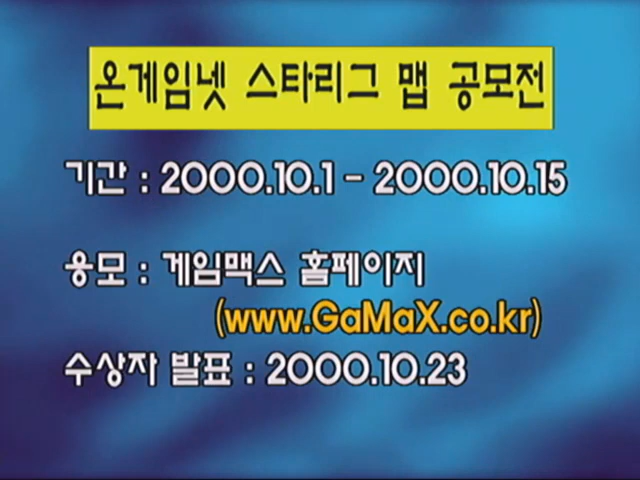 온게임넷 스타리그 맵 공모전
기간 : 2000.10.1 - 2000.10.15
응모 : 게임맥스 홈페이지
(www.GaMaX.co.kr)
수상자 발표 : 2000.10.23